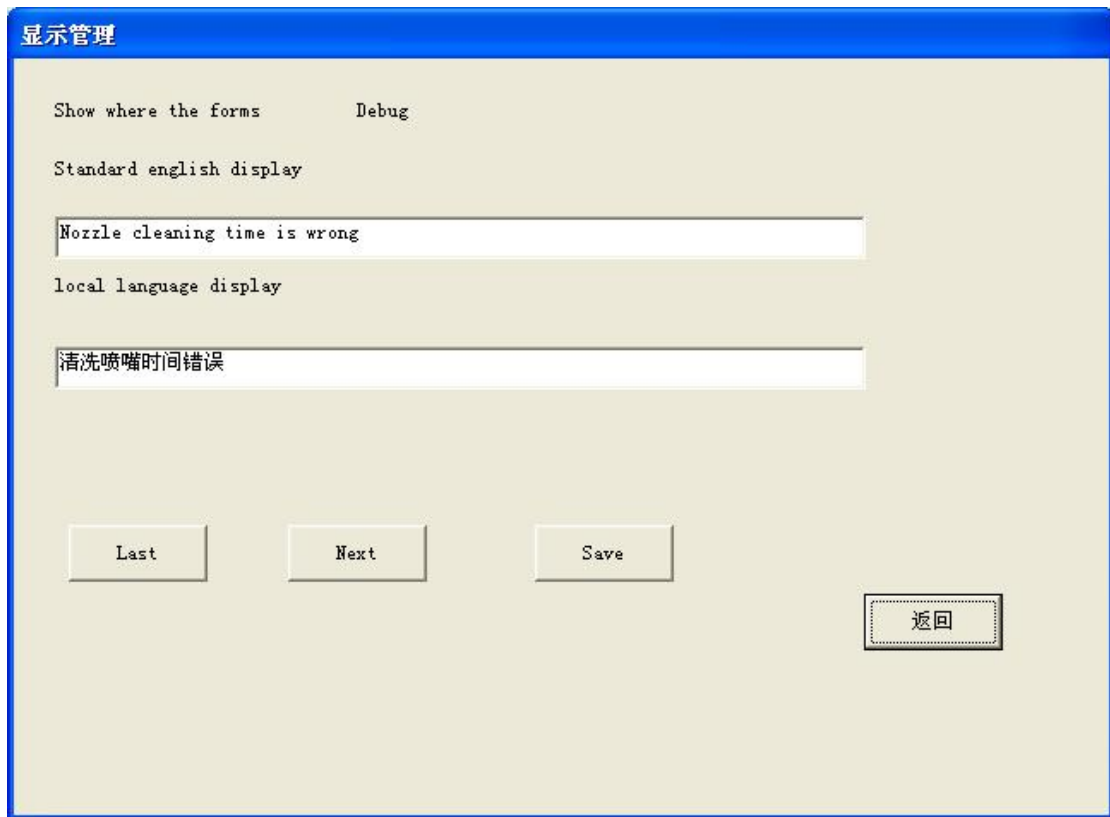 显示管理
Show where the forms Debug
Standard english display
Nozzle cleaning time is wrong
local language display
清洗喷嘴时间错误
Last Next Save
返回